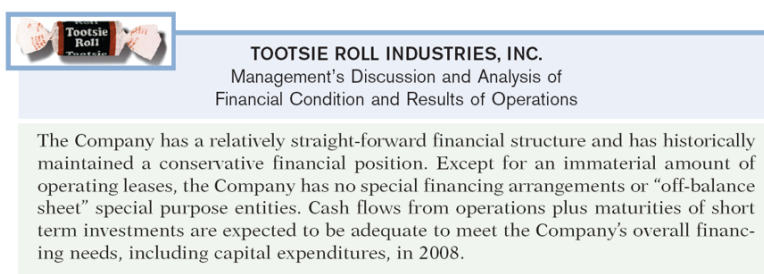 Roll
Tootsie
Roll
Tootsie
TOOTSIE ROLL INDUSTRIES, INC.
Management's Discussion and Analysis of
Financial Condition and Results of Operations
The Company has a relatively straight-forward financial structure and has historically
maintained a conservative financial position. Except for an immaterial amount of
operating leases, the Company has no special financing arrangements or “off-balance
sheet” special purpose entities. Cash flows from operations plus maturities of short
term investments are expected to be adequate to meet the Company's overall financ-
ing needs, including capital expenditures, in 2008.